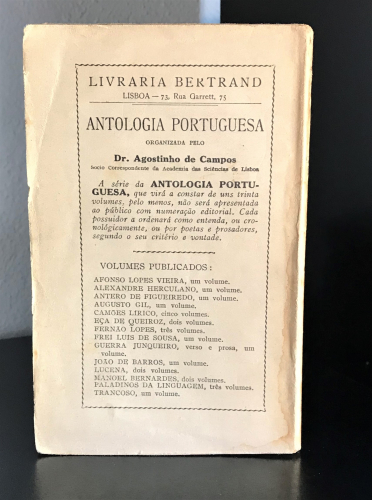 LIVRARIA BERTRAND
LISBOA — 73, Rua Garrett, 75
ANTOLOGIA PORTUGUESA
ORGANIZADA PELO
Dr. Agostinho de Campos
Socio Correspondente da Academia das Sciências de Lisboa
A série da ANTOLOGIA PORTU-
GUESA, que virá a constar de uns trinta
volumes, pelo menos, não será apresentada
ao público com numeração editorial. Cada
possuïdor a ordenará como entenda, ou cro-
nológicamente, ou por poetas e prosadores,
segundo o seu critério e vontade.
VOLUMES PUBLICADOS:
AFONSO LOPES VIEIRA, um volume.
ALEXANDRE HERCULANO, um volume.
ANTERO DE FIGUEIREDO, um volume.
AUGUSTO GIL, um volume.
CAMÕES LIRICO, cinco volumes.
EÇA DE QUEIROZ, dois volumes.
FERNÃO LOPES, três volumes.
FREI LUIS DE SOUSA, um volume.
GUERRA JUNQUEIRO, verso e prosa, um
volume.
JOÃO DE BARROS, um volume.
LUCENA, dois volumes.
MANOEL BERNARDES, dois volumes.
PALADINOS DA LINGUAGEM, três volumes.
TRANCOSO, um volume.